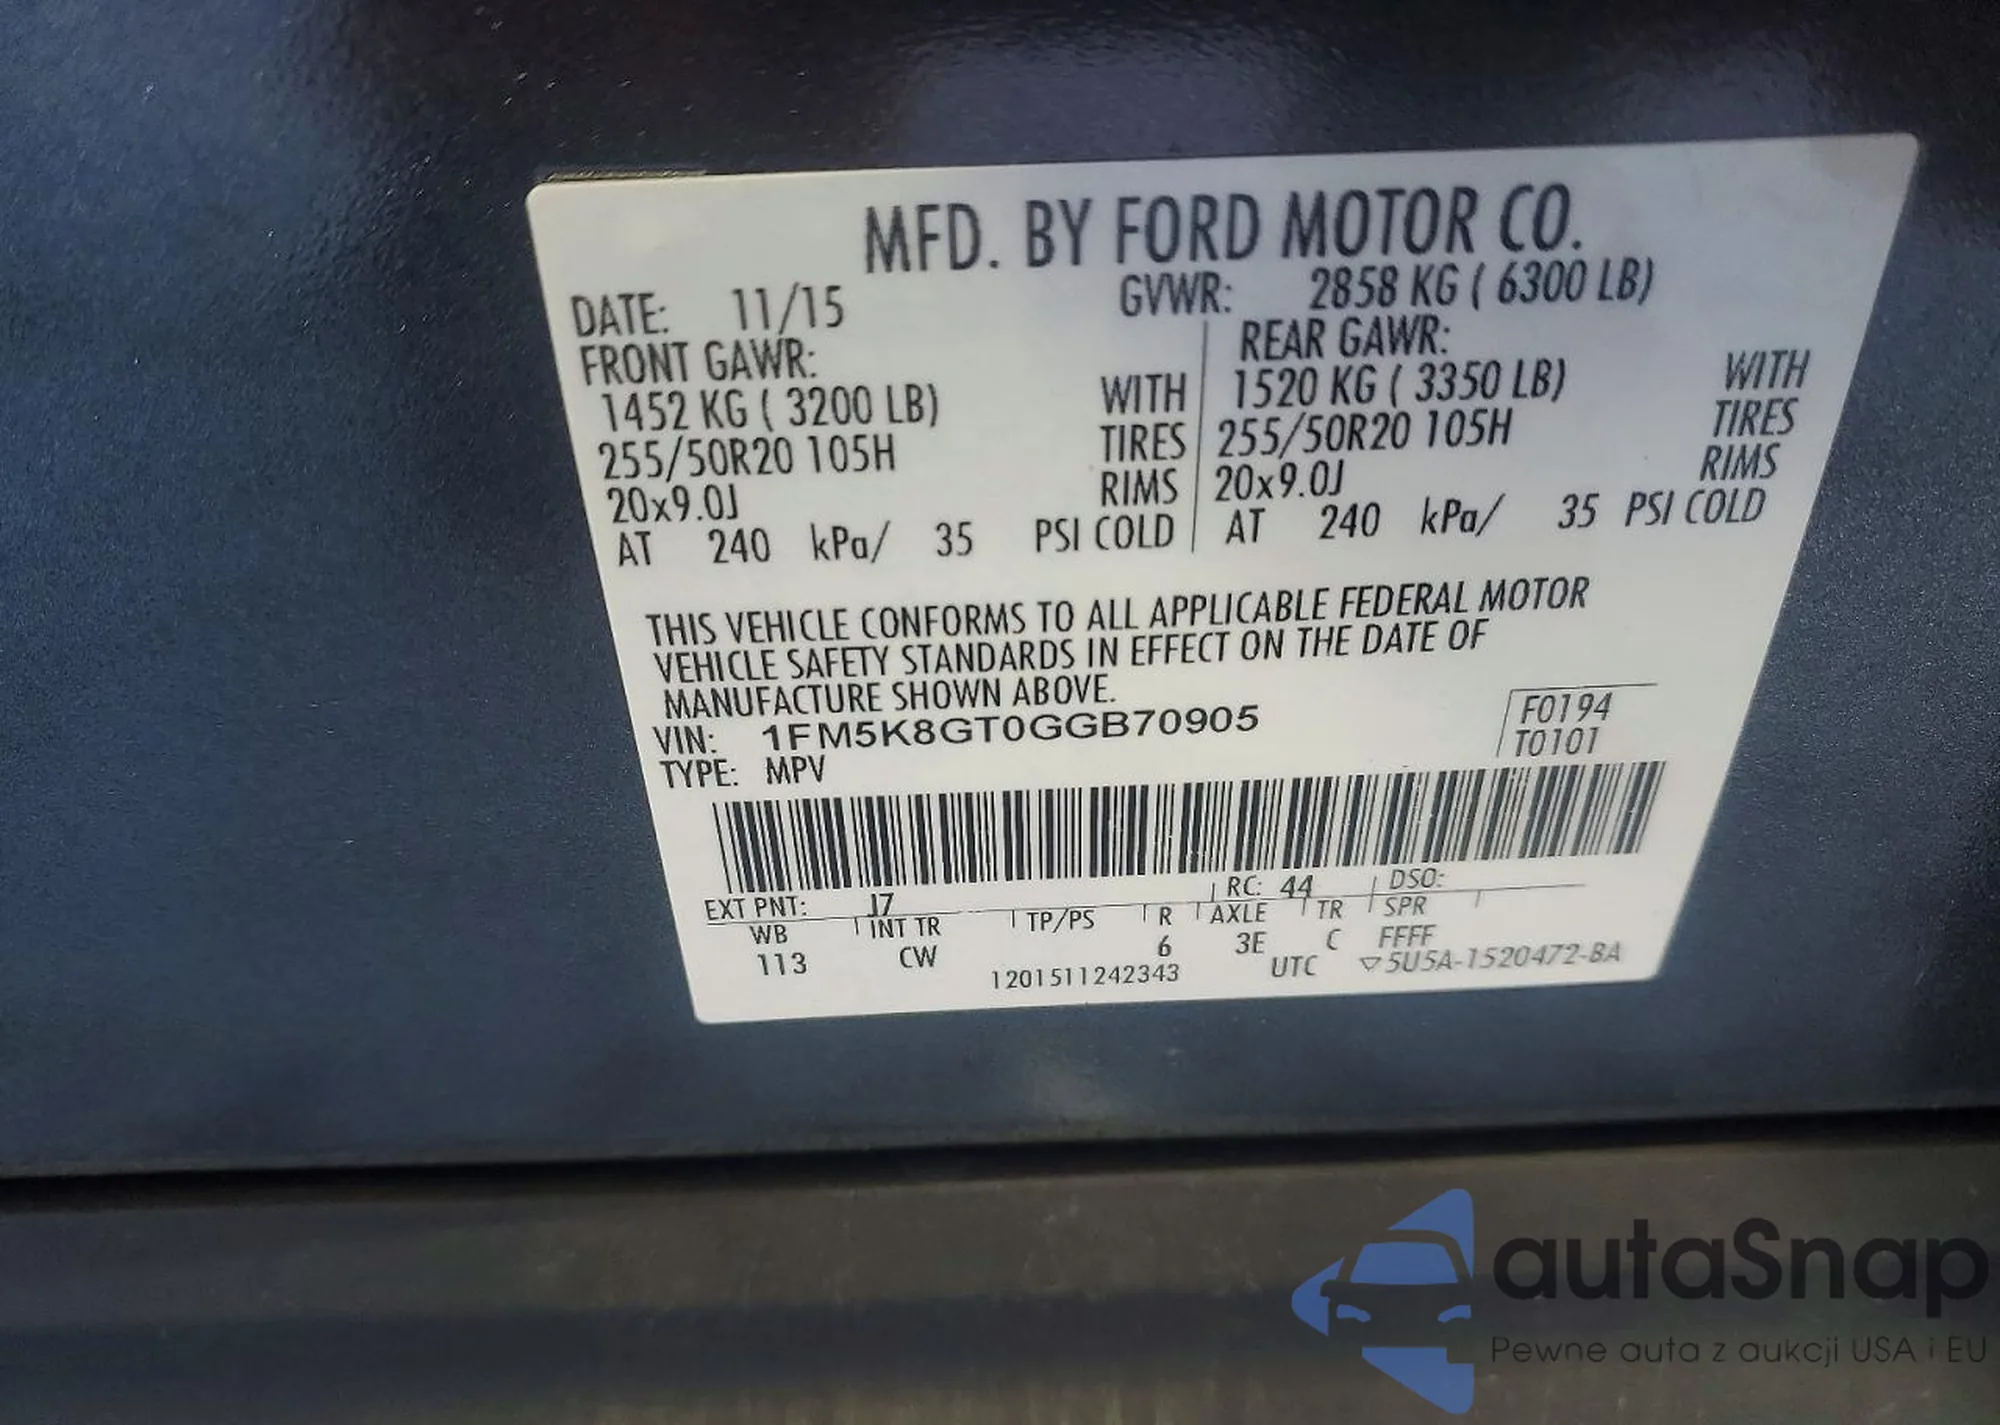 MFD. BY FORD MOTOR CO.
DATE: 11/15 GVWR: 2858 KG ( 6300 LB)
FRONT GAWR: REAR GAWR:
1452 KG ( 3200 LB) WITH 1520 KG ( 3350 LB) WITH
255/50R20 105H TIRES 255/50R20 105H TIRES
20x9.0J RIMS 20x9.0J RIMS
AT 240 kPa/ 35 PSI COLD AT 240 kPa/ 35 PSI COLD
THIS VEHICLE CONFORMS TO ALL APPLICABLE FEDERAL MOTOR
VEHICLE SAFETY STANDARDS IN EFFECT ON THE DATE OF
MANUFACTURE SHOWN ABOVE.
VIN: 1FM5K8GT0GGB70905 F0194
TYPE: MPV T0101
EXT PNT: J7 RC: 44 DSO:
WB INT TR TP/PS R AXLE TR SPR
113 CW 6 3E C FFFF
1201511242343 UTC ▽5U5A-1520472-BA
autaSnap
Pewne auta z aukcji USA i EU